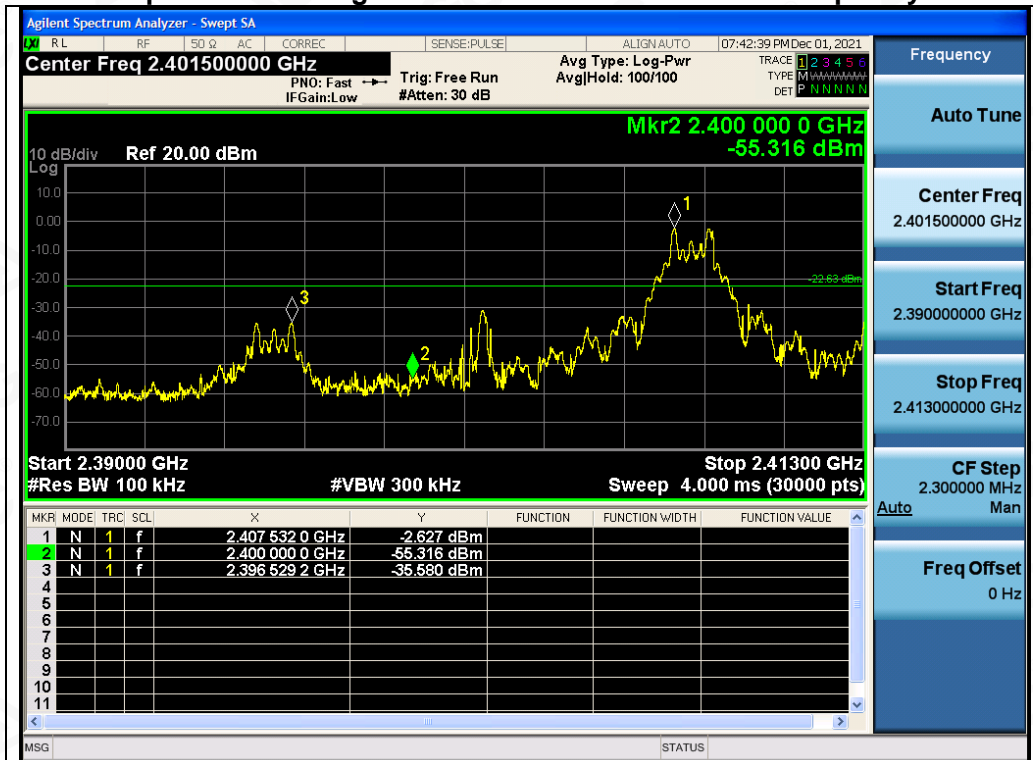 Agilent Spectrum Analyzer - Swept SA
LXI RL RF 50 Ω AC CORREC SENSE:PULSE ALIGN AUTO 07:42:39 PM Dec 01, 2021
Center Freq 2.401500000 GHz
PNO: Fast
IFGain:Low
Trig: Free Run
#Atten: 30 dB
Avg Type: Log-Pwr
Avg|Hold: 100/100
TRACE 1 2 3 4 5 6
TYPE M
DET P N N N N N
Mkr2 2.400 000 0 GHz
-55.316 dBm
10 dB/div Ref 20.00 dBm
Log
10.0
0.00
-10.0
-20.0
-30.0
-40.0
-50.0
-60.0
-70.0
1
-22.63 dBm
3
2
Start 2.39000 GHz Stop 2.41300 GHz
#Res BW 100 kHz #VBW 300 kHz Sweep 4.000 ms (30000 pts)
MKR MODE TRC SCL X Y FUNCTION FUNCTION WIDTH FUNCTION VALUE
1 N 1 f 2.407 532 0 GHz -2.627 dBm
2 N 1 f 2.400 000 0 GHz -55.316 dBm
3 N 1 f 2.396 529 2 GHz -35.580 dBm
4
5
6
7
8
9
10
11
MSG STATUS
Frequency
Auto Tune
Center Freq
2.401500000 GHz
Start Freq
2.390000000 GHz
Stop Freq
2.413000000 GHz
CF Step
2.300000 MHz
Auto Man
Freq Offset
0 Hz